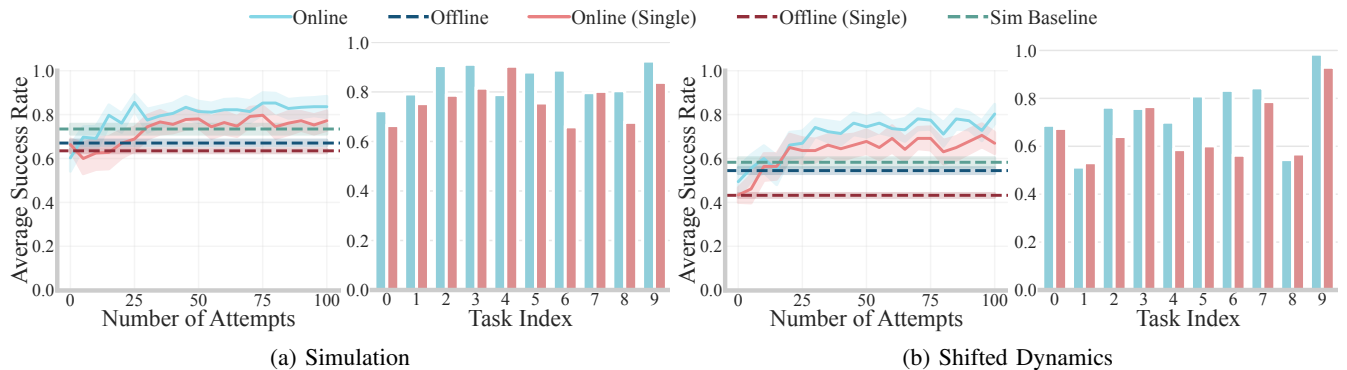 Online Offline Online (Single) Offline (Single) Sim Baseline
Average Success Rate
1.0
0.8
0.6
0.4
0.2
0.0
0 25 50 75 100
Number of Attempts
1.0
0.8
0.6
0.4
0.2
0.0
0 1 2 3 4 5 6 7 8 9
Task Index
(a) Simulation
Average Success Rate
1.0
0.8
0.6
0.4
0.2
0.0
0 25 50 75 100
Number of Attempts
1.0
0.8
0.6
0.4
0.2
0.0
0 1 2 3 4 5 6 7 8 9
Task Index
(b) Shifted Dynamics